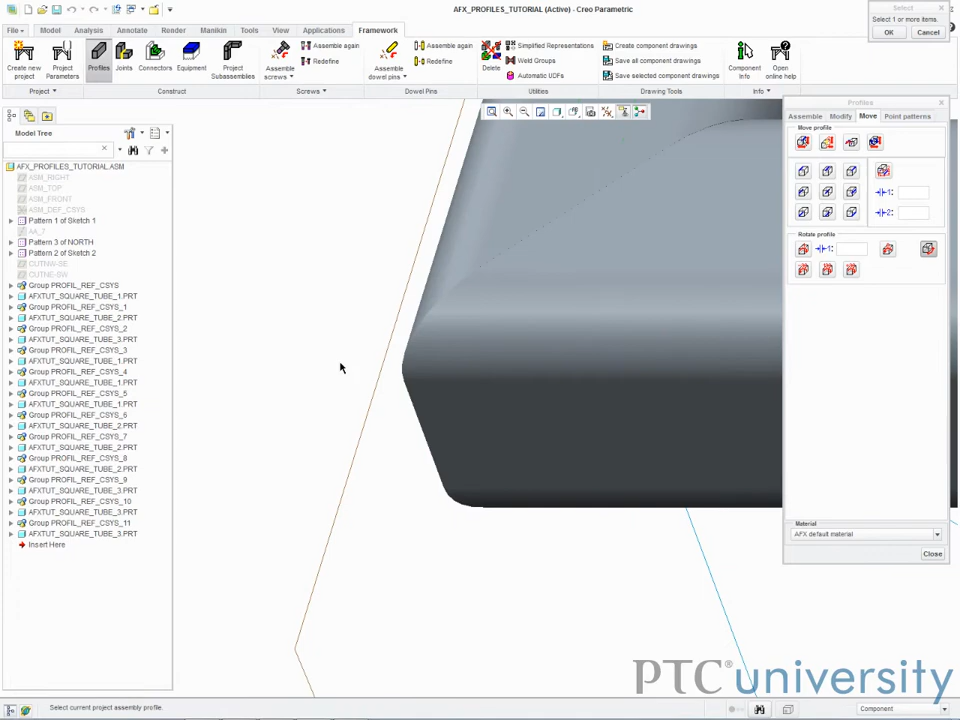 AFX_PROFILES_TUTORIAL (Active) - Creo Parametric
Select
Select 1 or more items.
OK
Cancel
File
Model
Analysis
Annotate
Render
Manikin
Tools
View
Applications
Framework
Create new project
Project Parameters
Profiles
Joints
Connectors
Equipment
Project Subassemblies
Assemble screws
Assemble again
Redefine
Assemble dowel pins
Assemble again
Redefine
Delete
Simplified Representations
Weld Groups
Automatic UDFs
Create component drawings
Save all component drawings
Save selected component drawings
Component Info
Open online help
Project
Construct
Screws
Dowel Pins
Utilities
Drawing Tools
Info
Model Tree
AFX_PROFILES_TUTORIAL.ASM
ASM_RIGHT
ASM_TOP
ASM_FRONT
ASM_DEF_CSYS
Pattern 1 of Sketch 1
AA_7
Pattern 3 of NORTH
Pattern 2 of Sketch 2
CUTNW-SE
CUTNE-SW
Group PROFIL_REF_CSYS
AFXTUT_SQUARE_TUBE_1.PRT
Group PROFIL_REF_CSYS_1
AFXTUT_SQUARE_TUBE_2.PRT
Group PROFIL_REF_CSYS_2
AFXTUT_SQUARE_TUBE_3.PRT
Group PROFIL_REF_CSYS_3
AFXTUT_SQUARE_TUBE_1.PRT
Group PROFIL_REF_CSYS_4
AFXTUT_SQUARE_TUBE_1.PRT
Group PROFIL_REF_CSYS_5
AFXTUT_SQUARE_TUBE_1.PRT
Group PROFIL_REF_CSYS_6
AFXTUT_SQUARE_TUBE_2.PRT
Group PROFIL_REF_CSYS_7
AFXTUT_SQUARE_TUBE_2.PRT
Group PROFIL_REF_CSYS_8
AFXTUT_SQUARE_TUBE_2.PRT
Group PROFIL_REF_CSYS_9
AFXTUT_SQUARE_TUBE_3.PRT
Group PROFIL_REF_CSYS_10
AFXTUT_SQUARE_TUBE_3.PRT
Group PROFIL_REF_CSYS_11
AFXTUT_SQUARE_TUBE_3.PRT
Insert Here
Profiles
Assemble
Modify
Move
Point patterns
Move profile
1:
2:
Rotate profile
1:
Material
AFX default material
Close
PTC® university
Select current project assembly profile.
Component